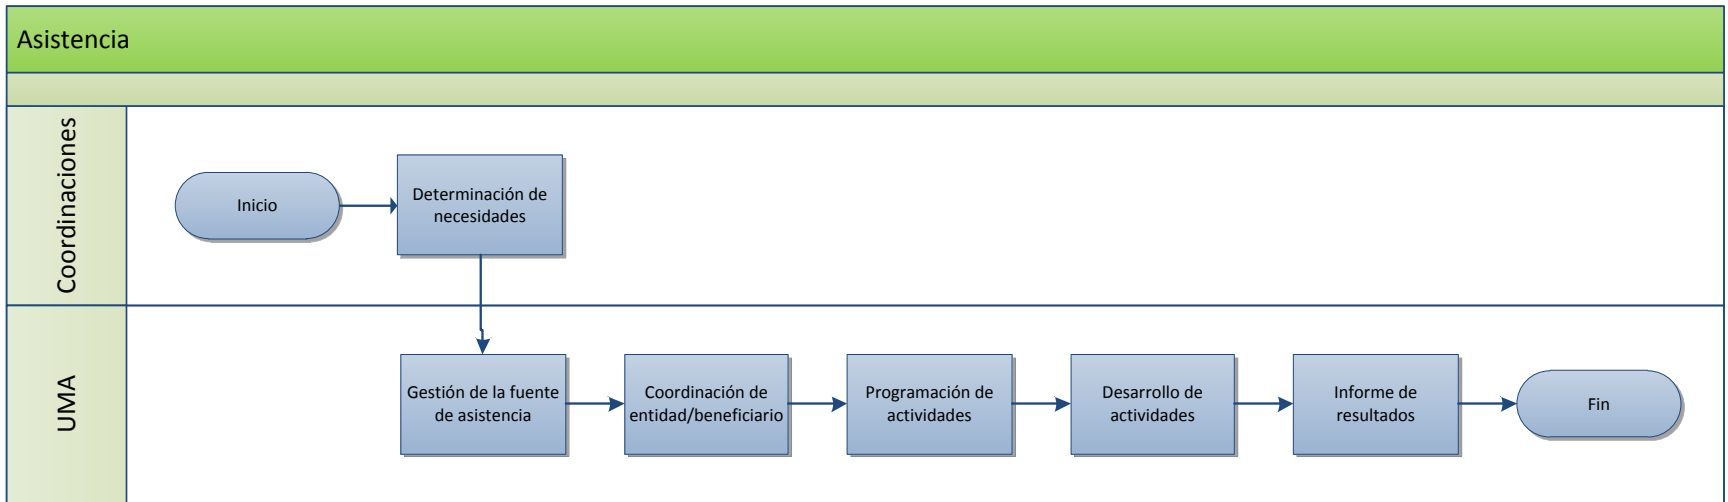 Asistencia
Coordinaciones
Inicio
Determinación de
necesidades
UMA
Gestión de la fuente
de asistencia
Coordinación de
entidad/beneficiario
Programación de
actividades
Desarrollo de
actividades
Informe de
resultados
Fin